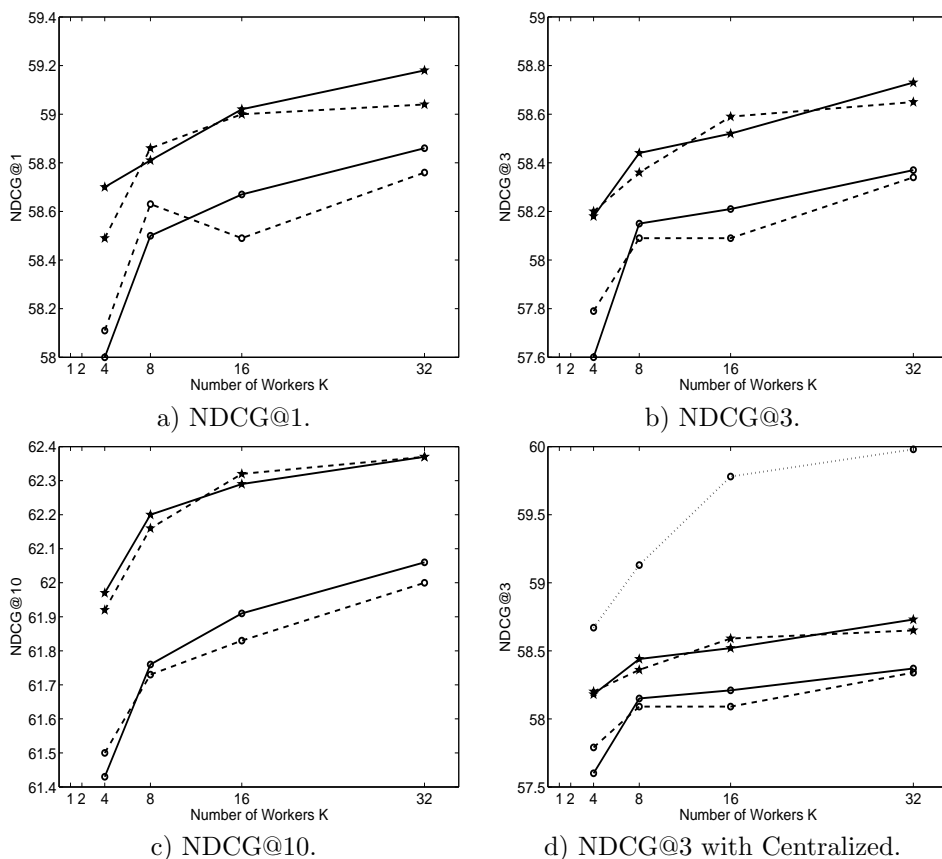 59.4
59.2
59
58.8
58.6
58.4
58.2
58
NDCG@1
1 2 4 8 16 32
Number of Workers K
a) NDCG@1.
59
58.8
58.6
58.4
58.2
58
57.8
57.6
NDCG@3
1 2 4 8 16 32
Number of Workers K
b) NDCG@3.
62.4
62.3
62.2
62.1
62
61.9
61.8
61.7
61.6
61.5
61.4
NDCG@10
1 2 4 8 16 32
Number of Workers K
c) NDCG@10.
60
59.5
59
58.5
58
57.5
NDCG@3
1 2 4 8 16 32
Number of Workers K
d) NDCG@3 with Centralized.